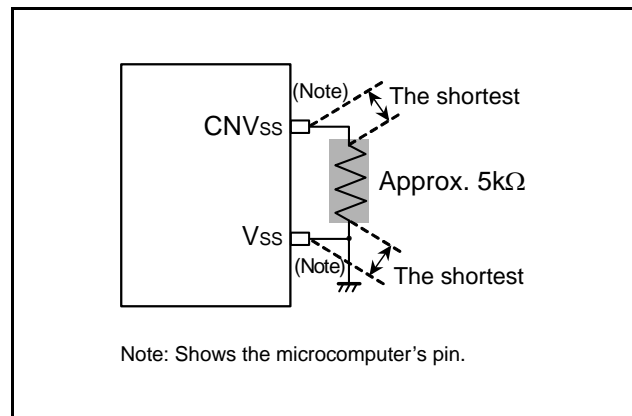 (Note)
The shortest
CNVSS
Approx. 5kΩ
VSS
(Note)
The shortest
Note: Shows the microcomputer's pin.